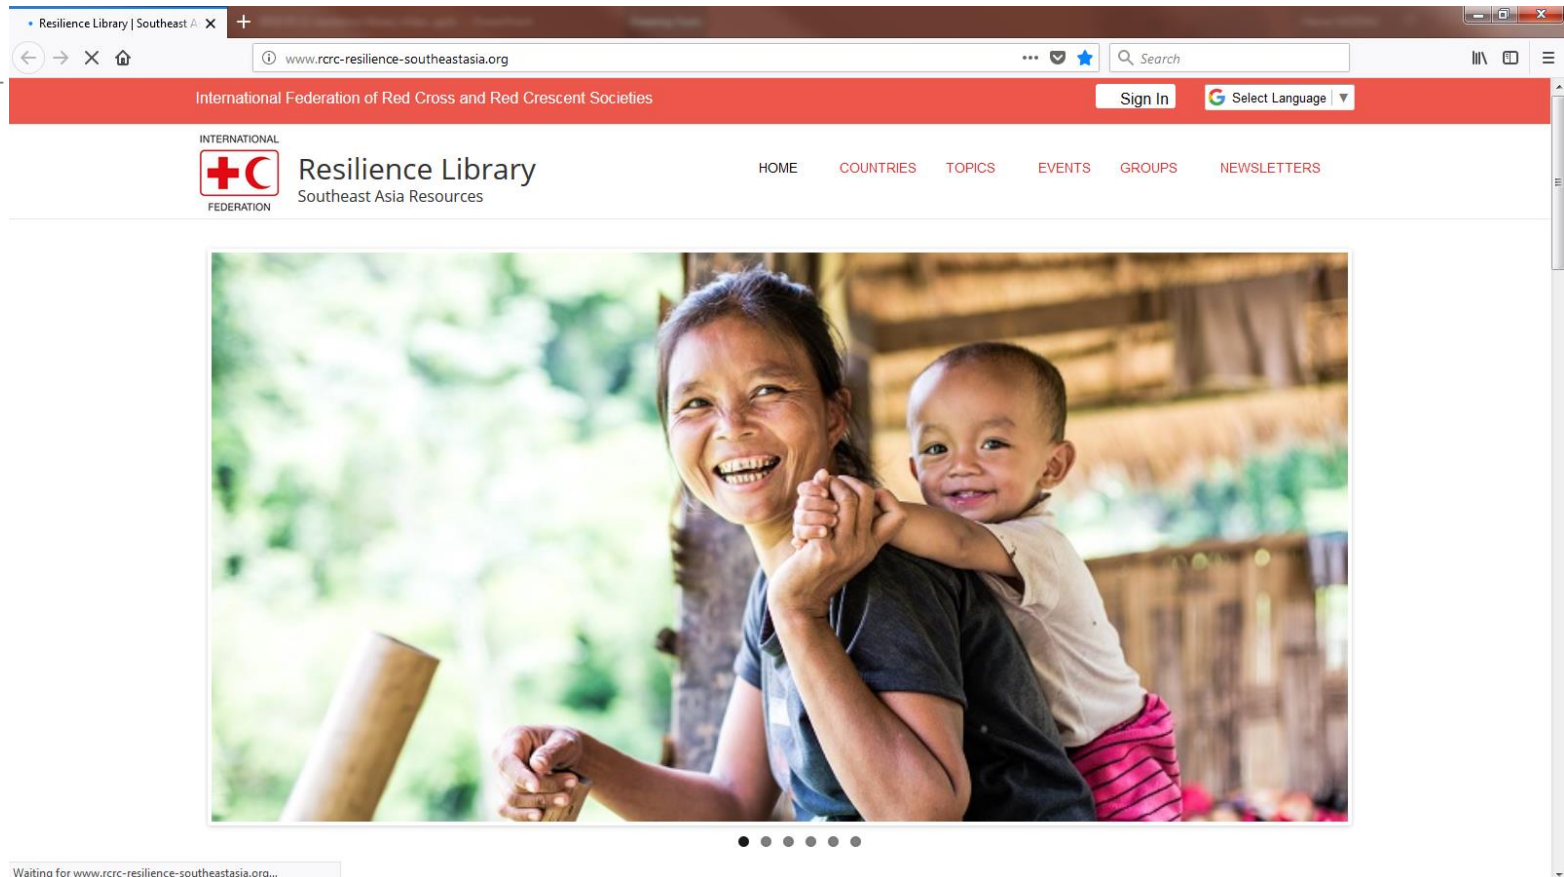 Resilience Library | Southeast A
www.rcrc-resilience-southeastasia.org
Search
International Federation of Red Cross and Red Crescent Societies
Sign In
Select Language
INTERNATIONAL
FEDERATION
Resilience Library
Southeast Asia Resources
HOME
COUNTRIES
TOPICS
EVENTS
GROUPS
NEWSLETTERS
Waiting for www.rcrc-resilience-southeastasia.org...